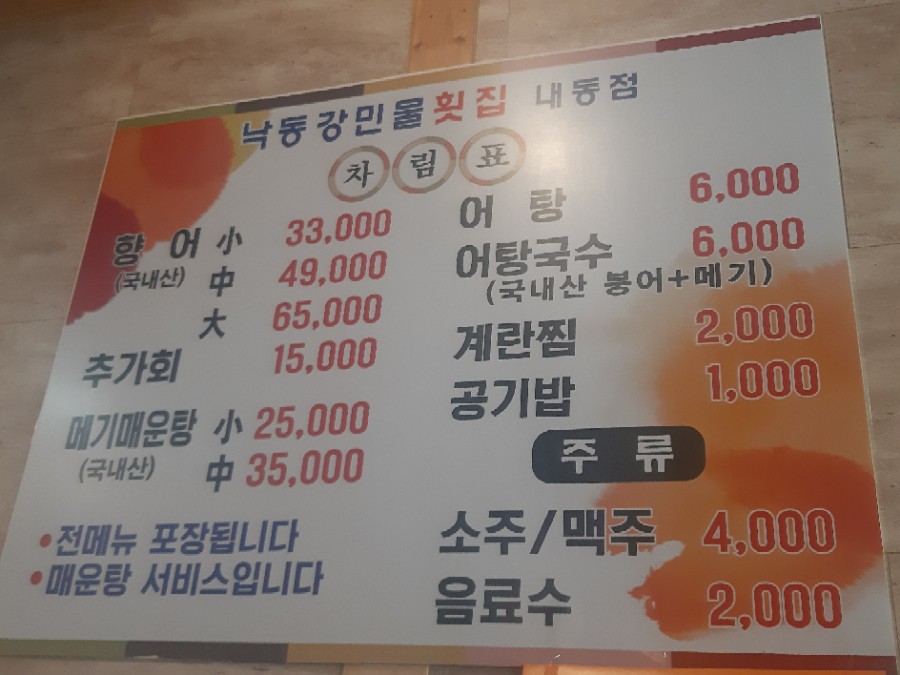 낙동강민물횟집 내동점
차림표
향어 小 33,000
(국내산) 中 49,000
大 65,000
추가회 15,000
메기매운탕 小 25,000
(국내산) 中 35,000
• 전메뉴 포장됩니다
• 매운탕 서비스입니다
어탕 6,000
어탕국수 6,000
(국내산 붕어+메기)
계란찜 2,000
공기밥 1,000
주류
소주/맥주 4,000
음료수 2,000